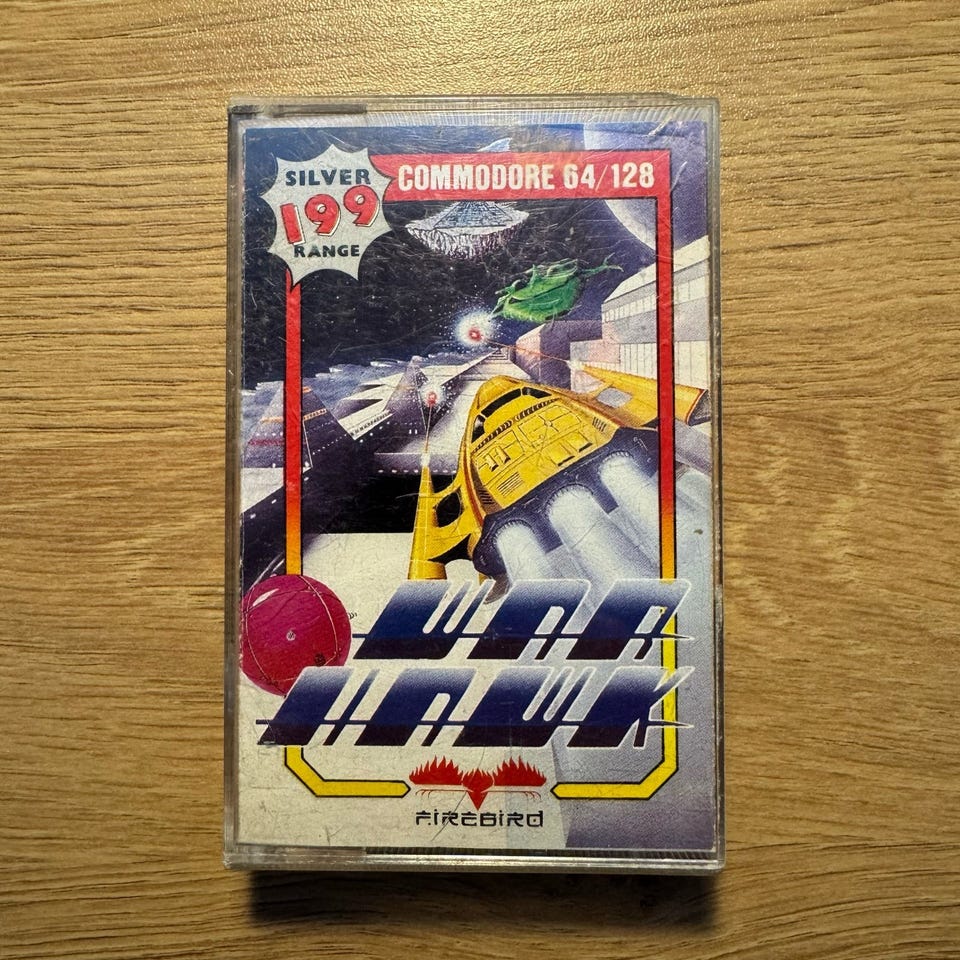 SILVER
199
RANGE
COMMODORE 64/128
WAR
HAWK
FIREBIRD